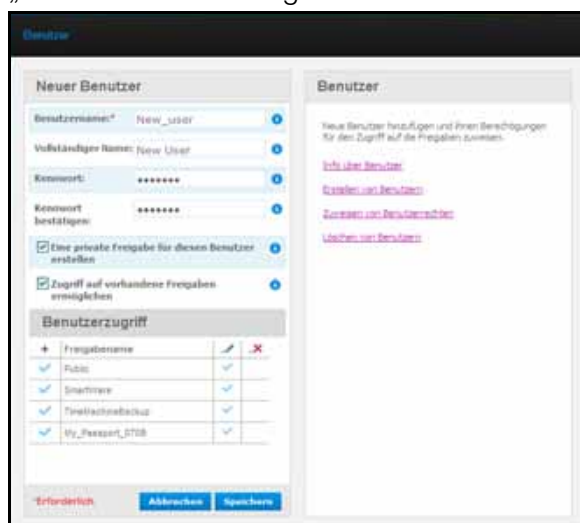 „
Benutzer
Neuer Benutzer
Benutzername:* New_user
Vollständiger Name: New User
Kennwort: *******
Kennwort bestätigen: *******
Eine private Freigabe für diesen Benutzer
erstellen
Zugriff auf vorhandene Freigaben
ermöglichen
Benutzerzugriff
+ Freigabename
Public
SmartWare
TimeMachineBackup
My_Passport_070B
*Erforderlich
Abbrechen Speichern
Benutzer
Neue Benutzer hinzufügen und ihnen Berechtigungen
für den Zugriff auf die Freigaben zuweisen.
Info über Benutzer
Erstellen von Benutzern
Zuweisen von Benutzerrechten
Löschen von Benutzern